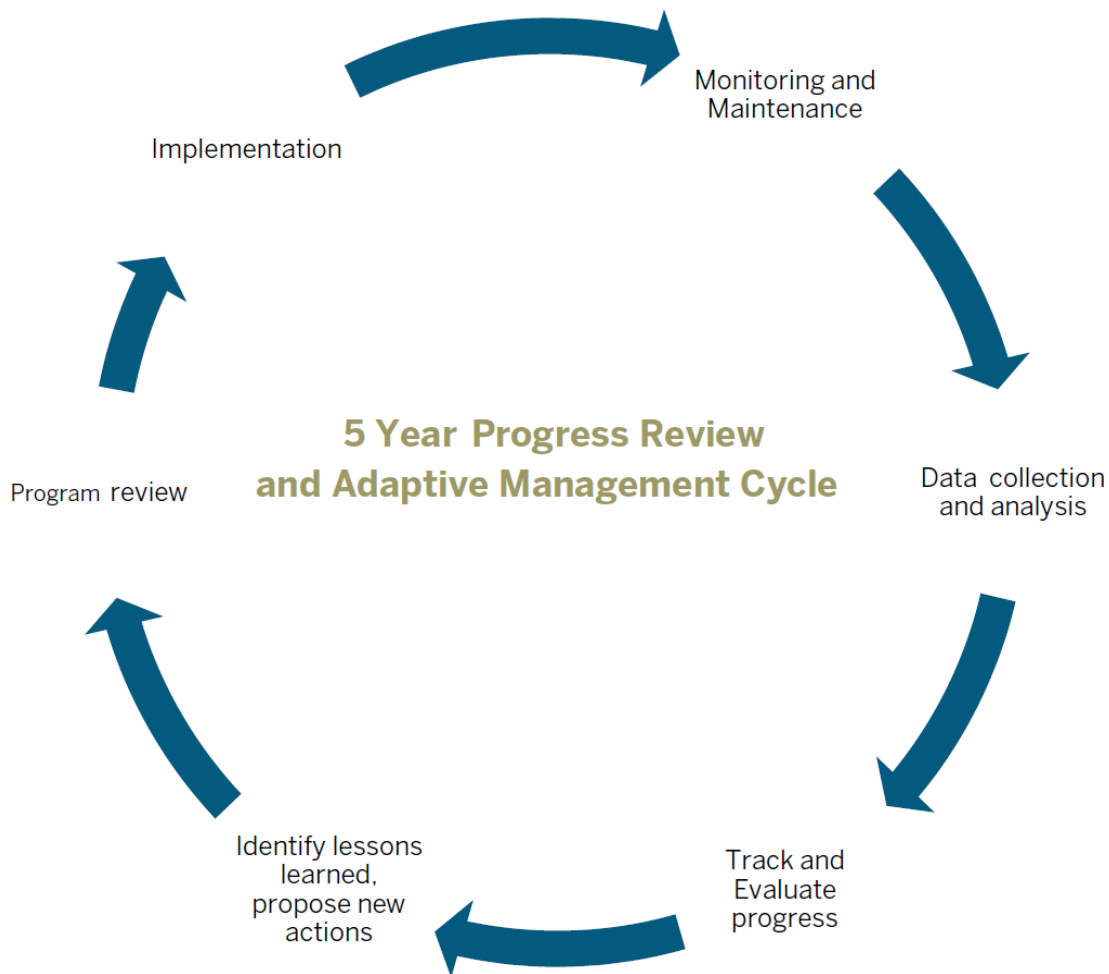 Monitoring and
Maintenance
Implementation
5 Year Progress Review
and Adaptive Management Cycle
Data collection
and analysis
Program review
Identify lessons
learned,
propose new
actions
Track and
Evaluate
progress